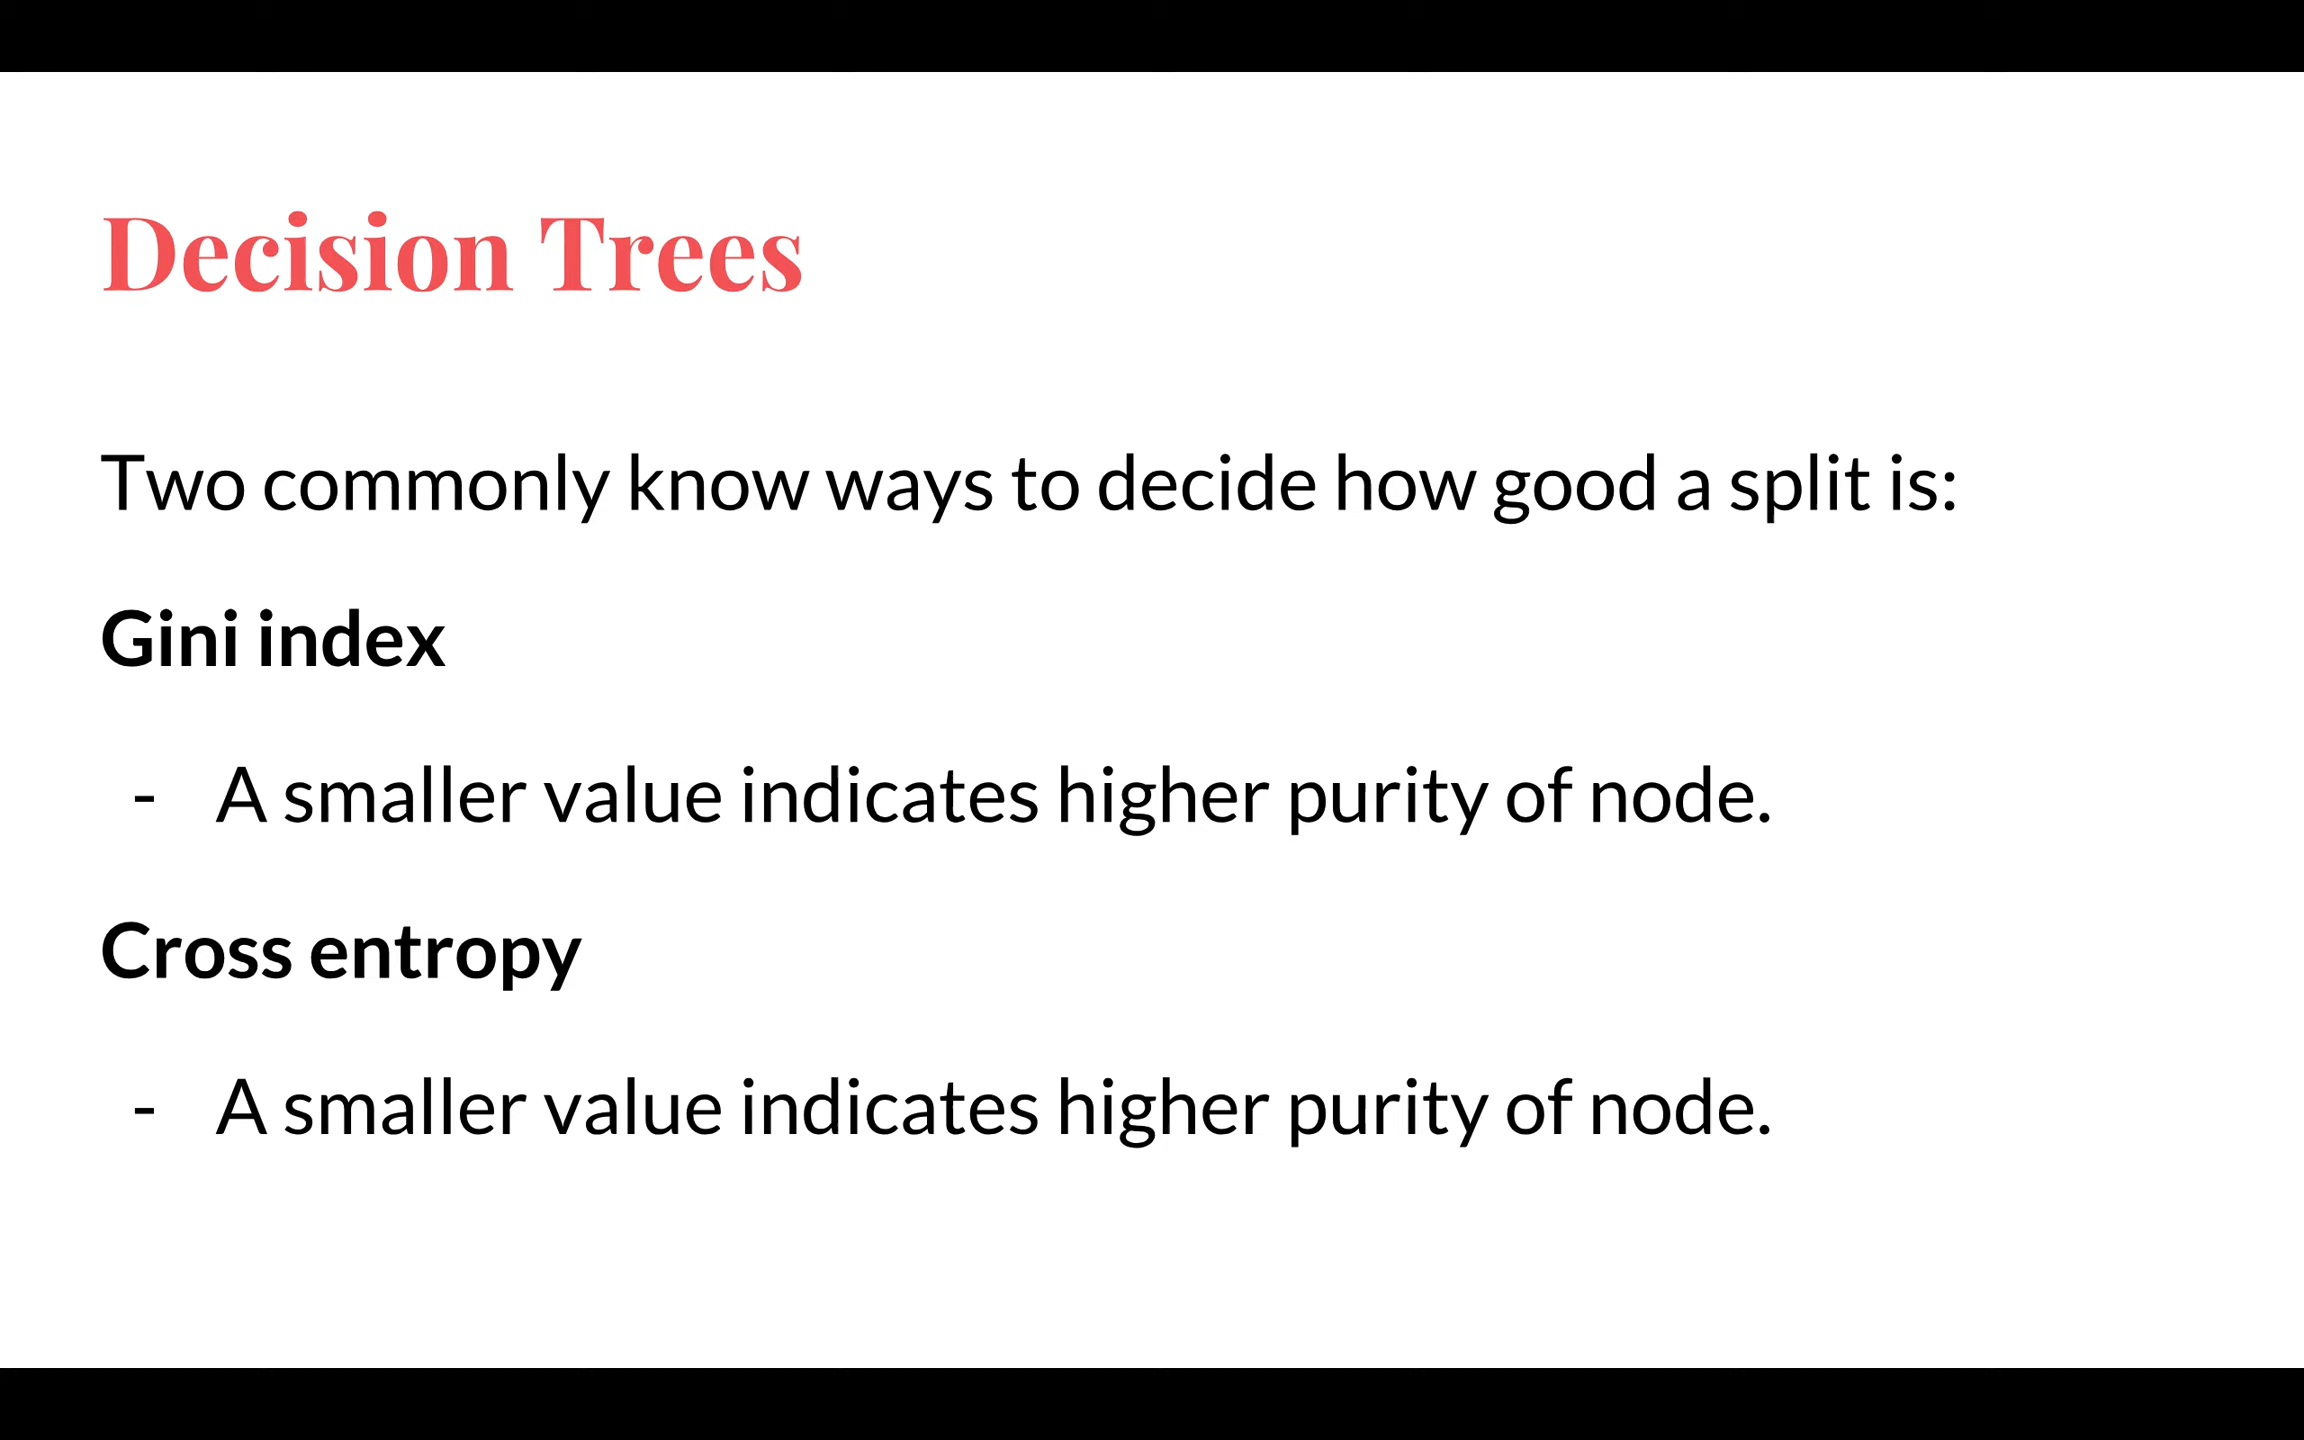 Decision Trees
Two commonly know ways to decide how good a split is:
Gini index
- A smaller value indicates higher purity of node.
Cross entropy
- A smaller value indicates higher purity of node.